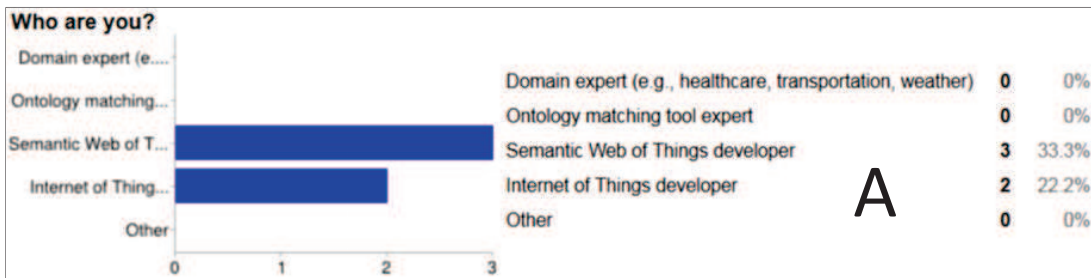 Who are you?
Domain expert (e....
Ontology matching...
Semantic Web of T...
Internet of Thing...
Other
0 1 2 3
Domain expert (e.g., healthcare, transportation, weather) 0 0%
Ontology matching tool expert 0 0%
Semantic Web of Things developer 3 33.3%
Internet of Things developer 2 22.2%
Other 0 0%
A